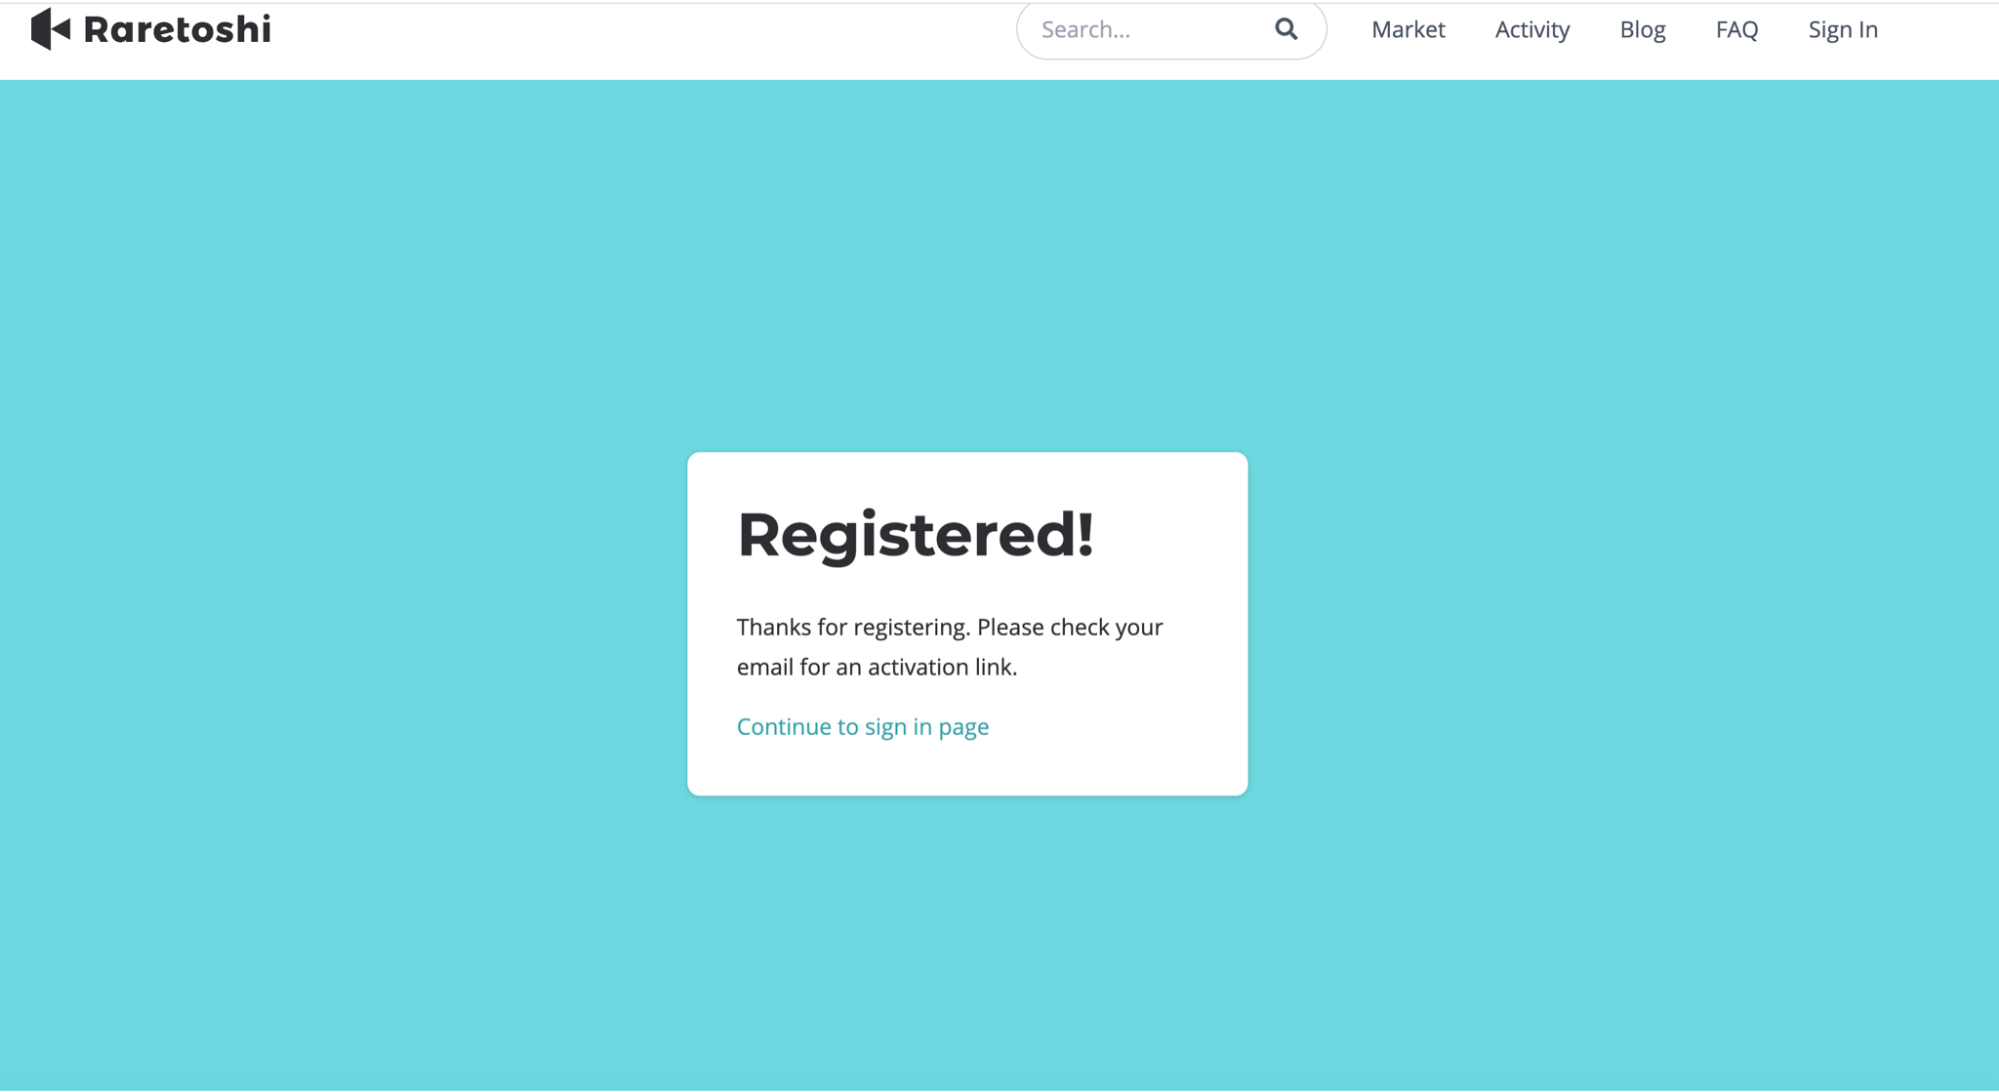 Raretoshi
Search...
Market
Activity
Blog
FAQ
Sign In
Registered!
Thanks for registering. Please check your
email for an activation link.
Continue to sign in page